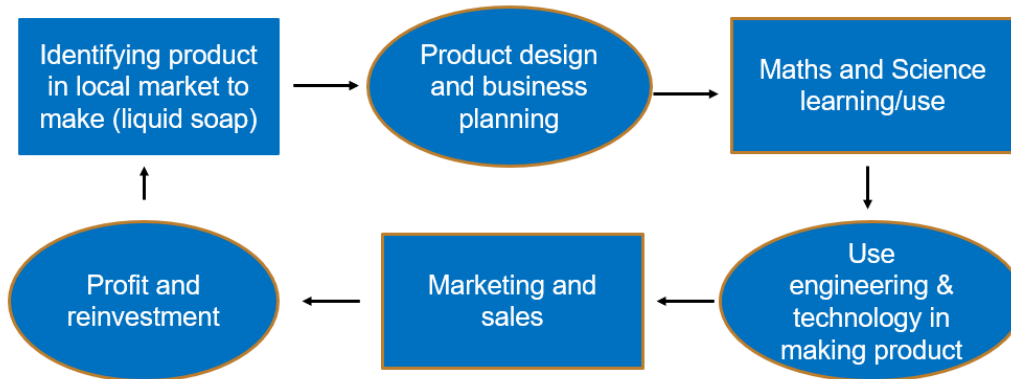 Identifying product
in local market to
make (liquid soap)
Product design
and business
planning
Maths and Science
learning/use
Use
engineering &
technology in
making product
Marketing and
sales
Profit and
reinvestment